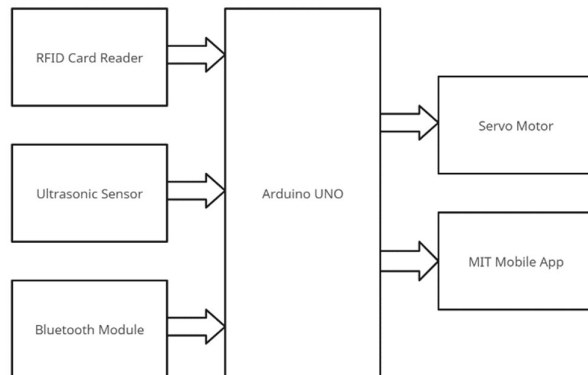 RFID Card Reader
Ultrasonic Sensor
Bluetooth Module
Arduino UNO
Servo Motor
MIT Mobile App